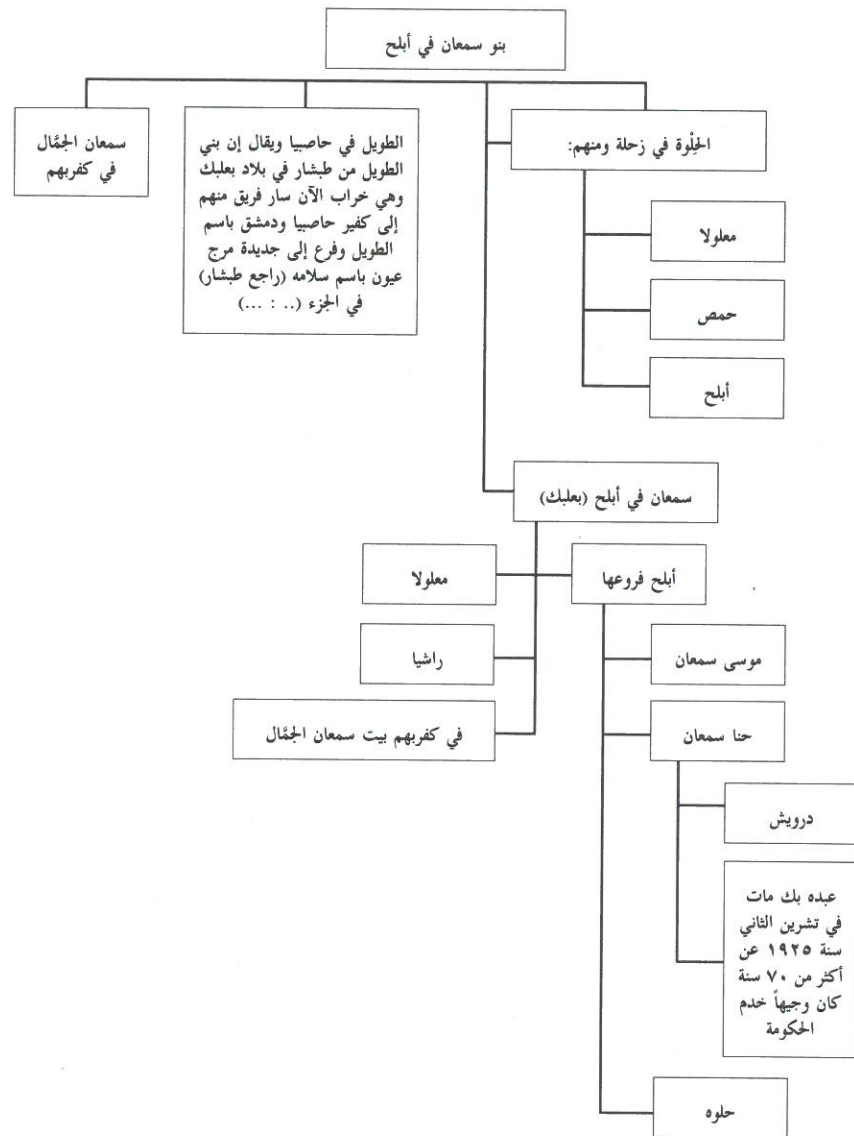 بنو سمعان في أبلح
الحِلْوة في زحلة ومنهم:
معلولا
حمص
أبلح
الطويل في حاصبيا ويقال إن بني
الطويل من طبشار في بلاد بعلبك
وهي خراب الآن سار فريق منهم
إلى كفير حاصبيا ودمشق باسم
الطويل وفرع إلى جديدة مرج
عيون باسم سلامه (راجع طبشار)
في الجزء (.. : ...)
سمعان الجمَّال
في كفربهم
سمعان في أبلح (بعلبك)
أبلح فروعها
معلولا
موسى سمعان
راشيا
حنا سمعان
في كفربهم بيت سمعان الجمَّال
درويش
عبده بك مات
في تشرين الثاني
سنة ١٩٢٥ عن
أكثر من ٧٠ سنة
كان وجيهاً خدم
الحكومة
حلوه